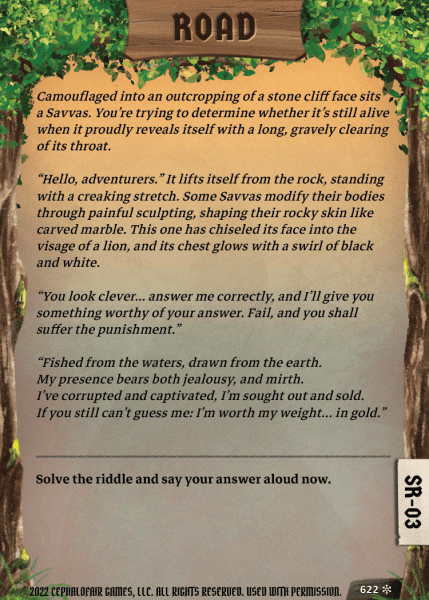 ROAD
Camouflaged into an outcropping of a stone cliff face sits
a Savvas. You're trying to determine whether it's still alive
when it proudly reveals itself with a long, gravely clearing
of its throat.
“Hello, adventurers.” It lifts itself from the rock, standing
with a creaking stretch. Some Savvas modify their bodies
through painful sculpting, shaping their rocky skin like
carved marble. This one has chiseled its face into the
visage of a lion, and its chest glows with a swirl of black
and white.
“You look clever... answer me correctly, and I'll give you
something worthy of your answer. Fail, and you shall
suffer the punishment.”
“Fished from the waters, drawn from the earth.
My presence bears both jealousy, and mirth.
I've corrupted and captivated, I'm sought out and sold.
If you still can't guess me: I'm worth my weight... in gold.”
Solve the riddle and say your answer aloud now.
SR-03
2022 CEPHALOFAIR GAMES, LLC. ALL RIGHTS RESERVED. USED WITH PERMISSION.
622